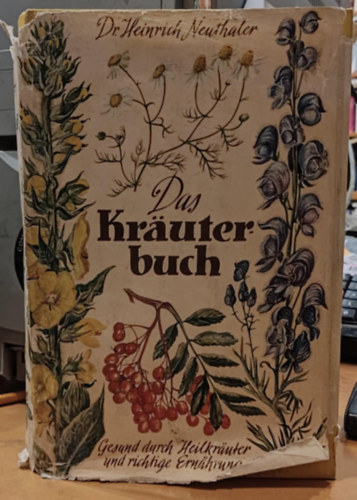 Dr. Heinrich Neuthaler
Das
Kräuter
buch
Gesund durch Heilkräuter
und richtige Ernährung